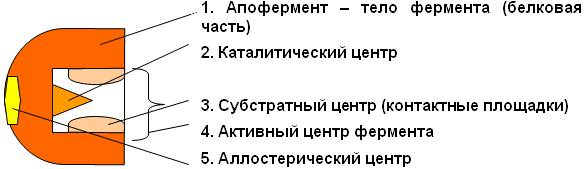 1. Апофермент – тело фермента (белковая
часть)
2. Каталитический центр
3. Субстратный центр (контактные площадки)
4. Активный центр фермента
5. Аллостерический центр